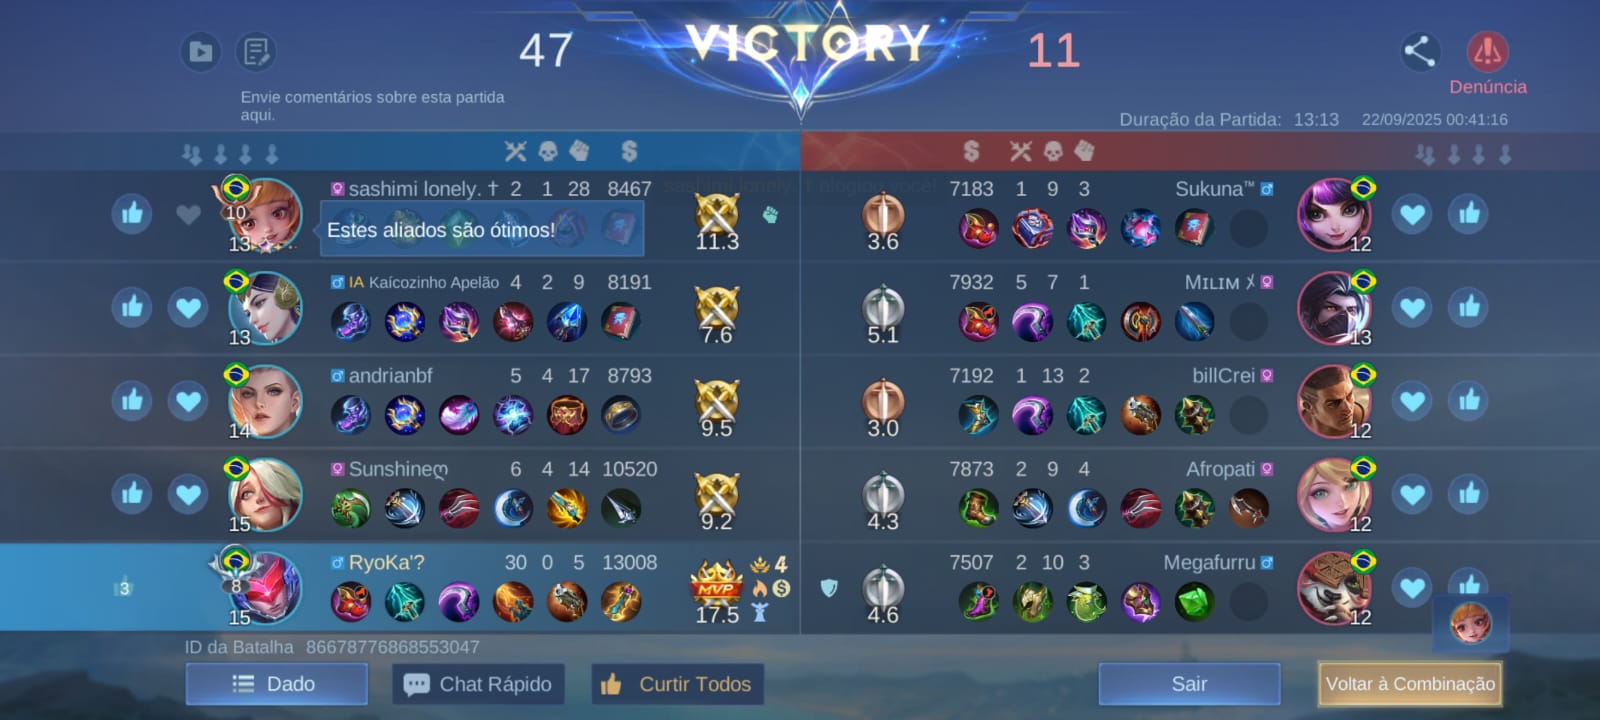 47
VICTORY
11
Envie comentários sobre esta partida
aqui.
Denúncia
Duração da Partida: 13:13 22/09/2025 00:41:16
sashimi lonely. † 2 1 28 8467
10
13
Estes aliados são ótimos!
11.3
7183 1 9 3 Sukuna™
3.6
12
IA Kaícozinho Apelão 4 2 9 8191
13
7.6
7932 5 7 1 Mɪʟɪᴍ メ
5.1
13
andrianbf 5 4 17 8793
14
9.5
7192 1 13 2 billCrei
3.0
12
Sunshineღ 6 4 14 10520
15
9.2
7873 2 9 4 Afropati
4.3
12
RyoKa'? 30 0 5 13008
3
8
15
MVP
4
17.5
7507 2 10 3 Megafurru
4.6
12
ID da Batalha 86678776868553047
Dado
Chat Rápido
Curtir Todos
Sair
Voltar à Combinação